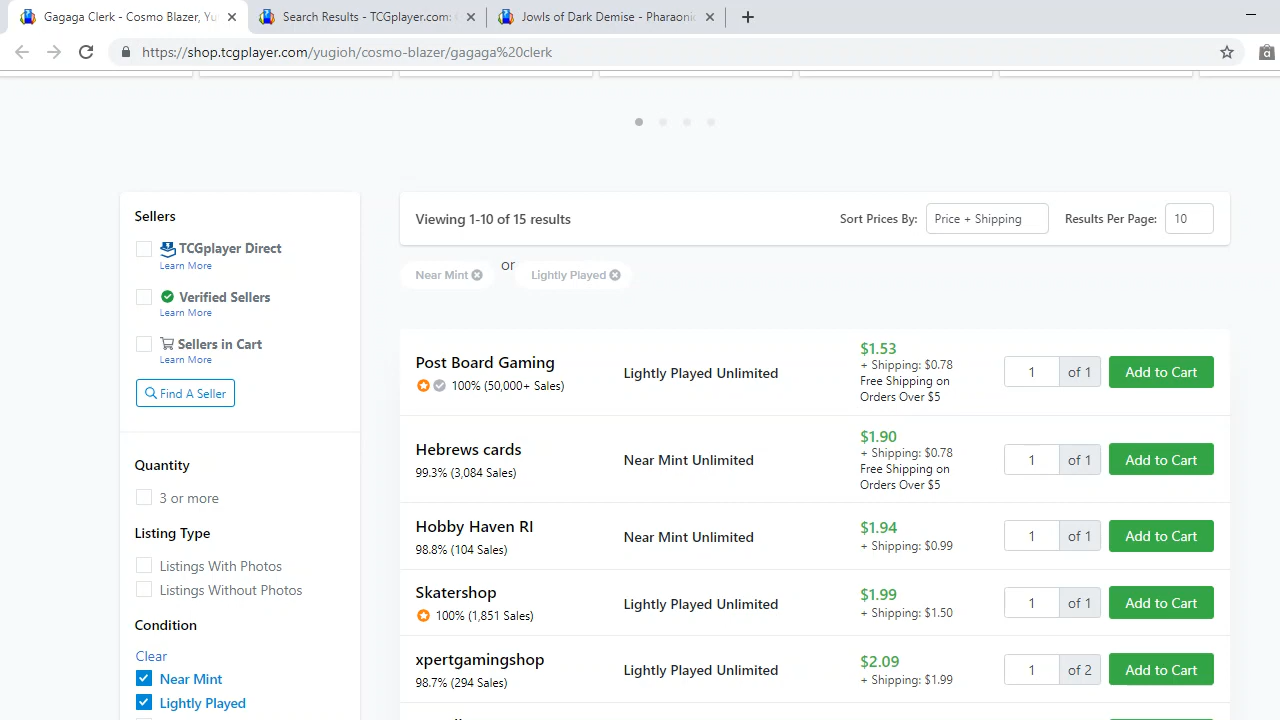 Gagaga Clerk - Cosmo Blazer, Yu
Search Results - TCGplayer.com:
Jowls of Dark Demise - Pharaonic
https://shop.tcgplayer.com/yugioh/cosmo-blazer/gagaga%20clerk
Sellers
TCGplayer Direct
Learn More
Verified Sellers
Learn More
Sellers in Cart
Learn More
Find A Seller
Quantity
3 or more
Listing Type
Listings With Photos
Listings Without Photos
Condition
Clear
Near Mint
Lightly Played
Viewing 1-10 of 15 results
Sort Prices By: Price + Shipping Results Per Page: 10
Near Mint or Lightly Played
Post Board Gaming
100% (50,000+ Sales)
Lightly Played Unlimited
$1.53
+ Shipping: $0.78
Free Shipping on
Orders Over $5
1 of 1 Add to Cart
Hebrews cards
99.3% (3,084 Sales)
Near Mint Unlimited
$1.90
+ Shipping: $0.78
Free Shipping on
Orders Over $5
1 of 1 Add to Cart
Hobby Haven RI
98.8% (104 Sales)
Near Mint Unlimited
$1.94
+ Shipping: $0.99
1 of 1 Add to Cart
Skatershop
100% (1,851 Sales)
Lightly Played Unlimited
$1.99
+ Shipping: $1.50
1 of 1 Add to Cart
xpertgamingshop
98.7% (294 Sales)
Lightly Played Unlimited
$2.09
+ Shipping: $1.99
1 of 2 Add to Cart